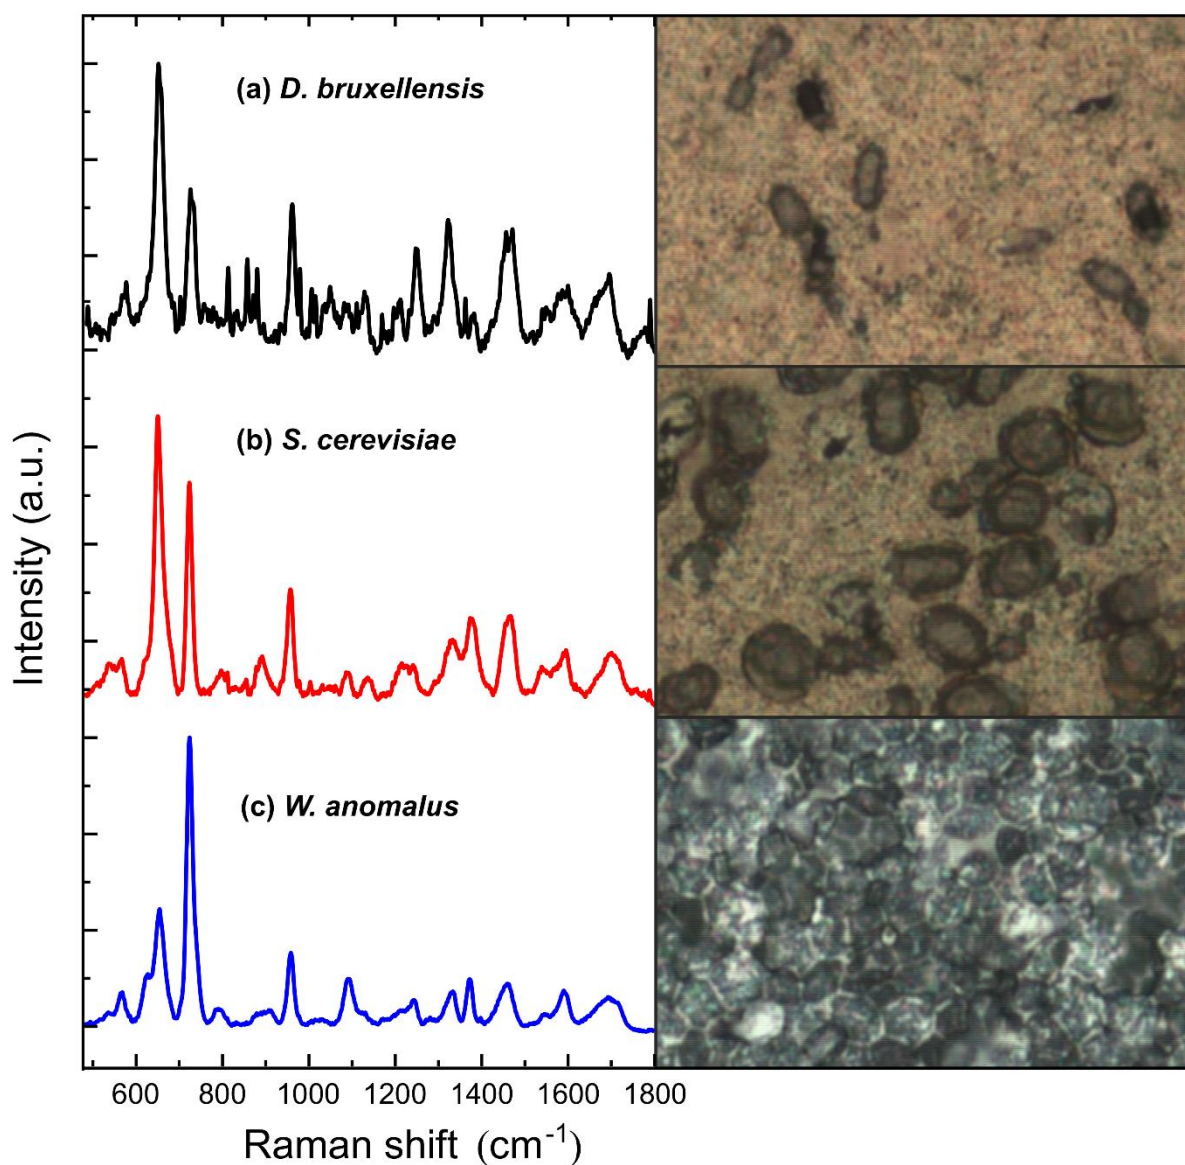 (a) D. bruxellensis
(b) S. cerevisiae
(c) W. anomalus
Intensity (a.u.)
600 800 1000 1200 1400 1600 1800
Raman shift (cm⁻¹)